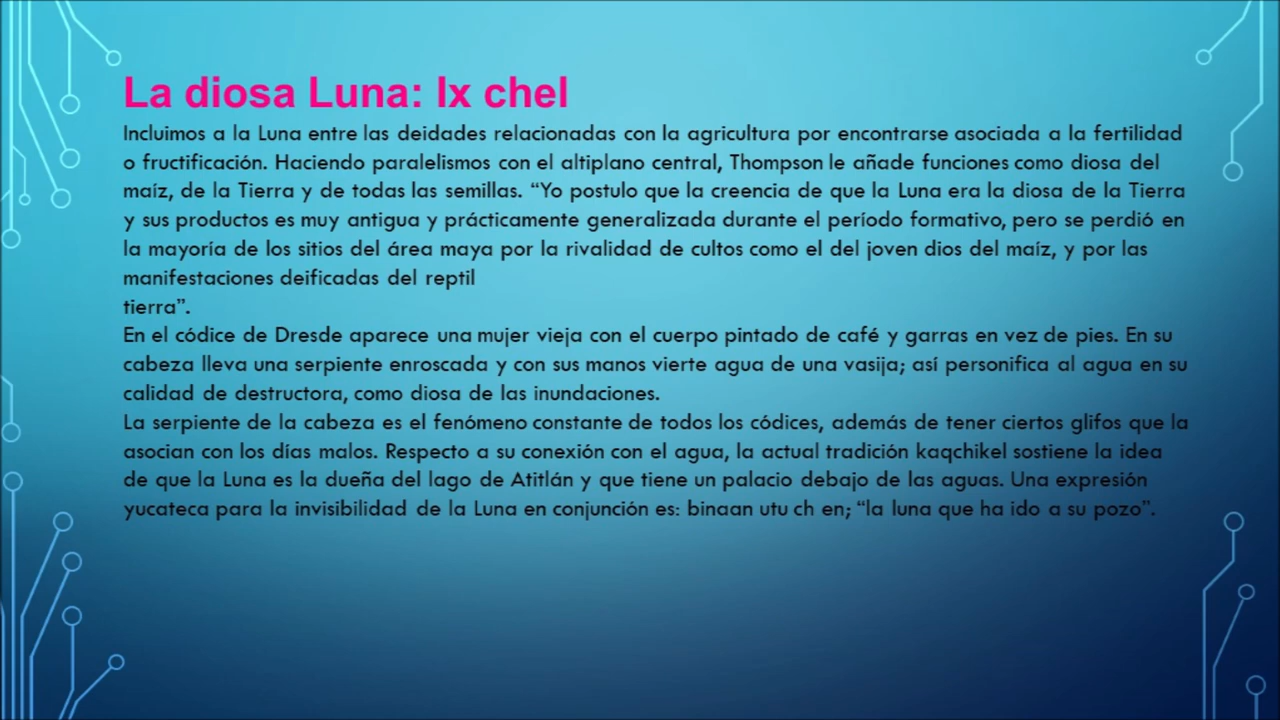 La diosa Luna: Ix chel
Incluimos a la Luna entre las deidades relacionadas con la agricultura por encontrarse asociada a la fertilidad
o fructificación. Haciendo paralelismos con el altiplano central, Thompson le añade funciones como diosa del
maíz, de la Tierra y de todas las semillas. “Yo postulo que la creencia de que la Luna era la diosa de la Tierra
y sus productos es muy antigua y prácticamente generalizada durante el período formativo, pero se perdió en
la mayoría de los sitios del área maya por la rivalidad de cultos como el del joven dios del maíz, y por las
manifestaciones deificadas del reptil
tierra”.
En el códice de Dresde aparece una mujer vieja con el cuerpo pintado de café y garras en vez de pies. En su
cabeza lleva una serpiente enroscada y con sus manos vierte agua de una vasija; así personifica al agua en su
calidad de destructora, como diosa de las inundaciones.
La serpiente de la cabeza es el fenómeno constante de todos los códices, además de tener ciertos glifos que la
asocian con los días malos. Respecto a su conexión con el agua, la actual tradición kaqchikel sostiene la idea
de que la Luna es la dueña del lago de Atitlán y que tiene un palacio debajo de las aguas. Una expresión
yucateca para la invisibilidad de la Luna en conjunción es: binaan utu ch en; “la luna que ha ido a su pozo”.